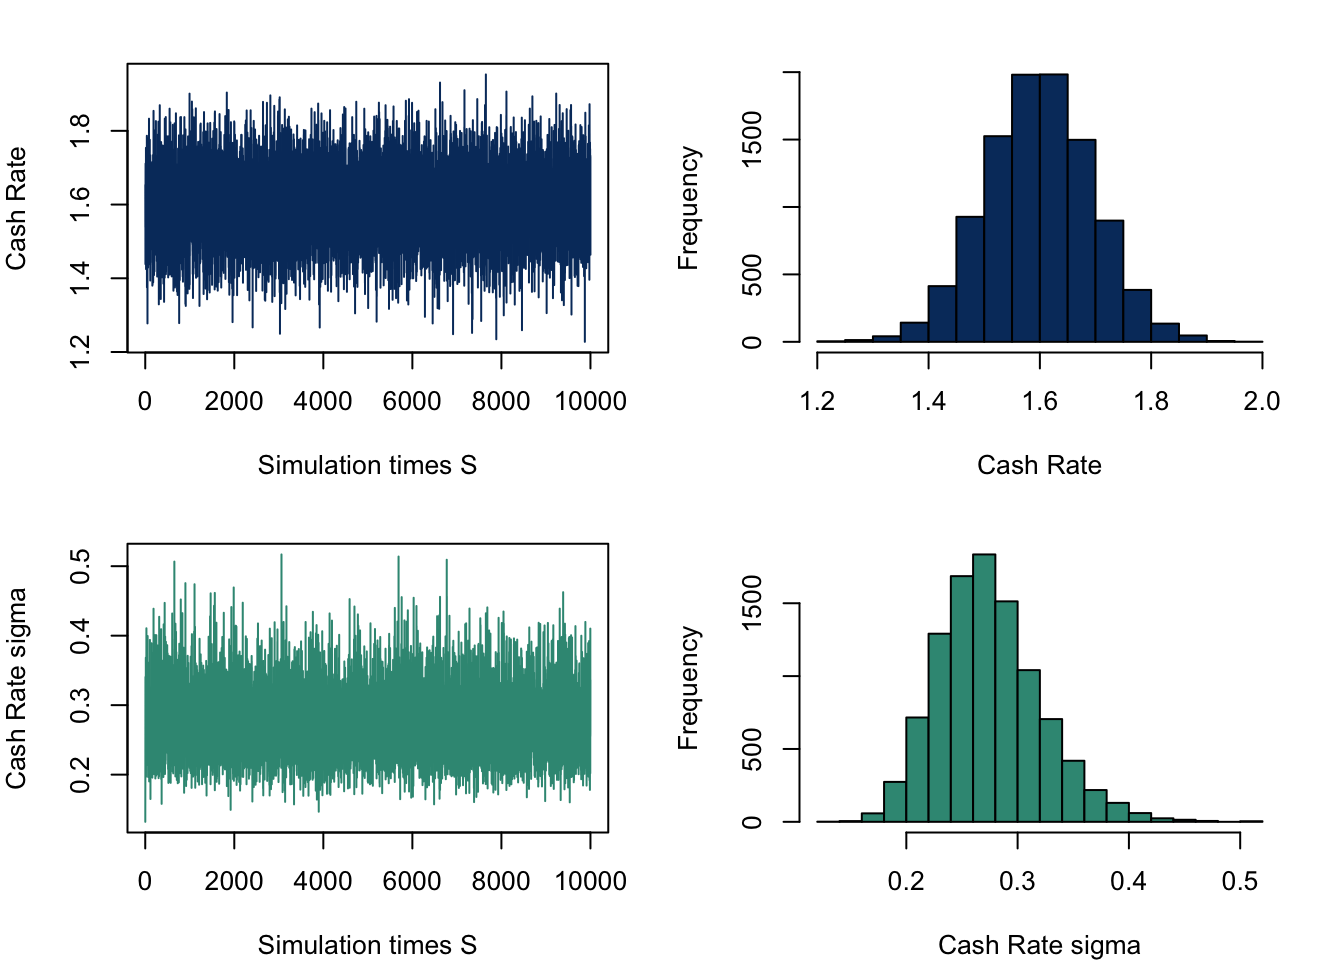 Cash Rate
1.2 1.4 1.6 1.8
0 2000 4000 6000 8000 10000
Simulation times S
Frequency
0 500 1500
1.2 1.4 1.6 1.8 2.0
Cash Rate
Cash Rate sigma
0.2 0.3 0.4 0.5
0 2000 4000 6000 8000 10000
Simulation times S
Frequency
0 500 1500
0.2 0.3 0.4 0.5
Cash Rate sigma